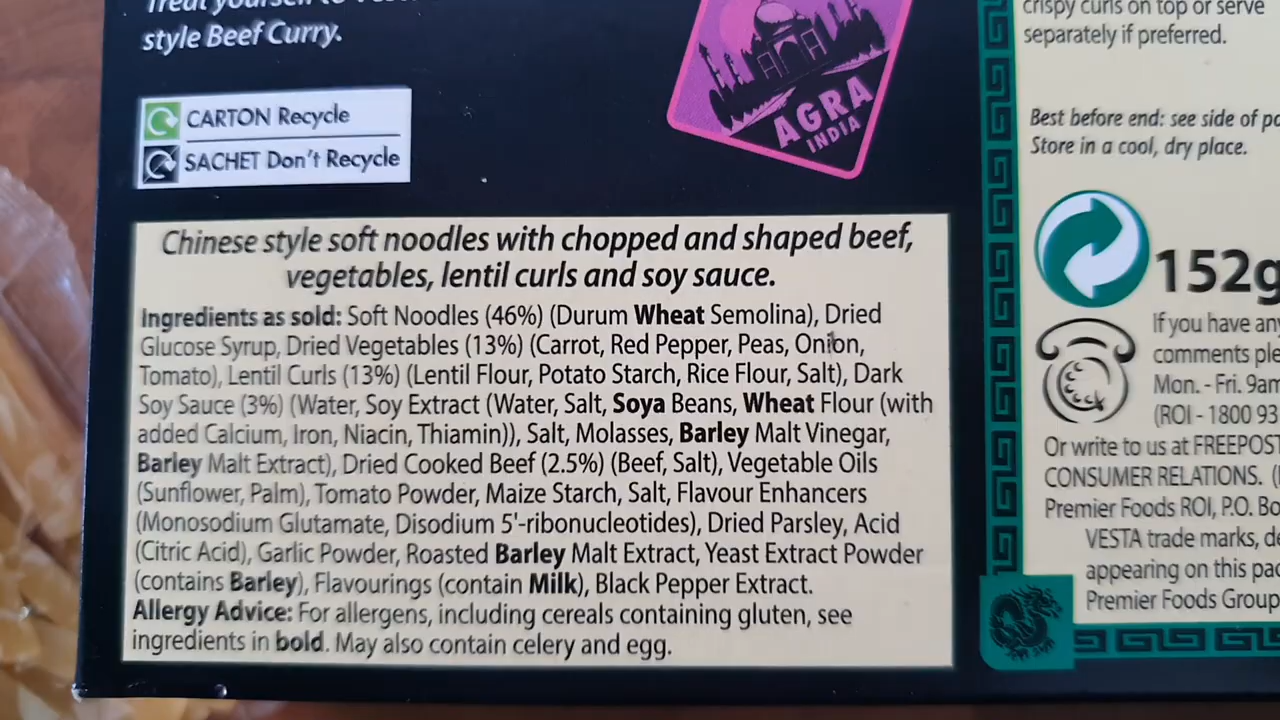 style Beef Curry.
CARTON Recycle
SACHET Don't Recycle
AGRA
INDIA
Chinese style soft noodles with chopped and shaped beef,
vegetables, lentil curls and soy sauce.
Ingredients as sold: Soft Noodles (46%) (Durum Wheat Semolina), Dried
Glucose Syrup, Dried Vegetables (13%) (Carrot, Red Pepper, Peas, Onion,
Tomato), Lentil Curls (13%) (Lentil Flour, Potato Starch, Rice Flour, Salt), Dark
Soy Sauce (3%) (Water, Soy Extract (Water, Salt, Soya Beans, Wheat Flour (with
added Calcium, Iron, Niacin, Thiamin)), Salt, Molasses, Barley Malt Vinegar,
Barley Malt Extract), Dried Cooked Beef (2.5%) (Beef, Salt), Vegetable Oils
(Sunflower, Palm), Tomato Powder, Maize Starch, Salt, Flavour Enhancers
(Monosodium Glutamate, Disodium 5'-ribonucleotides), Dried Parsley, Acid
(Citric Acid), Garlic Powder, Roasted Barley Malt Extract, Yeast Extract Powder
(contains Barley), Flavourings (contain Milk), Black Pepper Extract.
Allergy Advice: For allergens, including cereals containing gluten, see
ingredients in bold. May also contain celery and egg.
crispy curls on top or serve
separately if preferred.
Best before end: see side of
Store in a cool, dry place.
152g
If you have
comments
Mon. - Fri. 9am
(ROI - 1800 93
Or write to us at FREEPOST
CONSUMER RELATIONS.
Premier Foods ROI, P.O.
VESTA trade marks,
appearing on this
Premier Foods Group